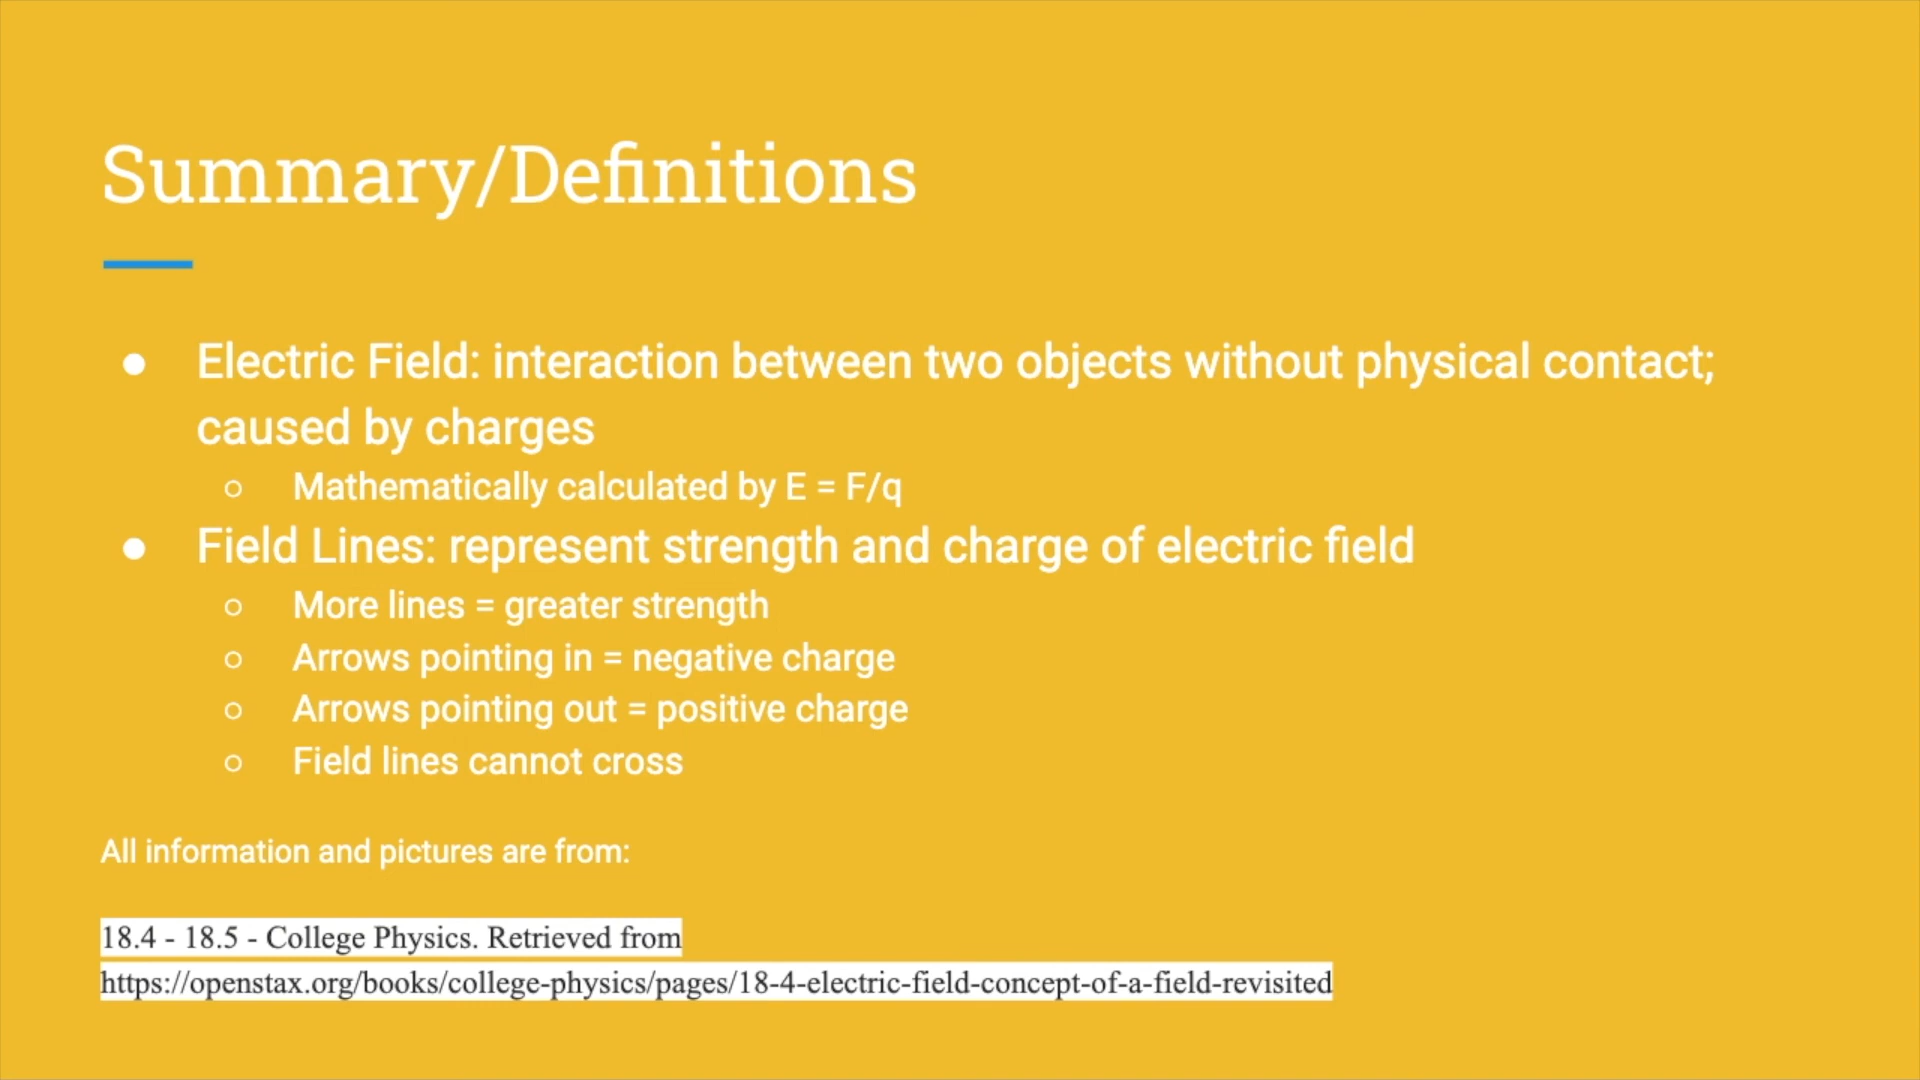 Summary/Definitions
● Electric Field: interaction between two objects without physical contact;
caused by charges
○ Mathematically calculated by E = F/q
● Field Lines: represent strength and charge of electric field
○ More lines = greater strength
○ Arrows pointing in = negative charge
○ Arrows pointing out = positive charge
○ Field lines cannot cross
All information and pictures are from:
18.4 - 18.5 - College Physics. Retrieved from
https://openstax.org/books/college-physics/pages/18-4-electric-field-concept-of-a-field-revisited